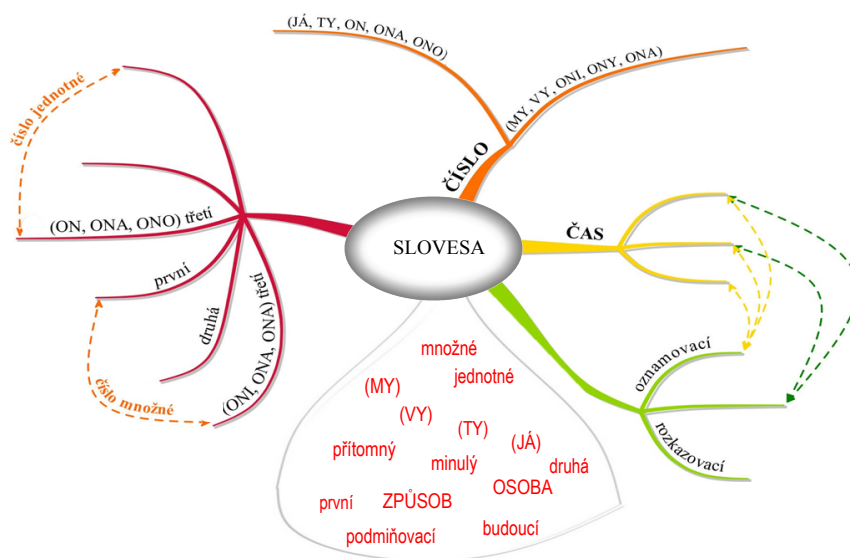 (JÁ, TY, ON, ONA, ONO)
(MY, VY, ONI, ONY, ONA)
ČÍSLO
číslo jednotné
(ON, ONA, ONO) třetí
první
druhá
(ONI, ONA, ONA) třetí
číslo množné
SLOVESA
ČAS
oznamovací
rozkazovací
množné
jednotné
(MY)
(VY)
(TY)
(JÁ)
přítomný
minulý
druhá
OSOBA
první
ZPŮSOB
podmiňovací
budoucí